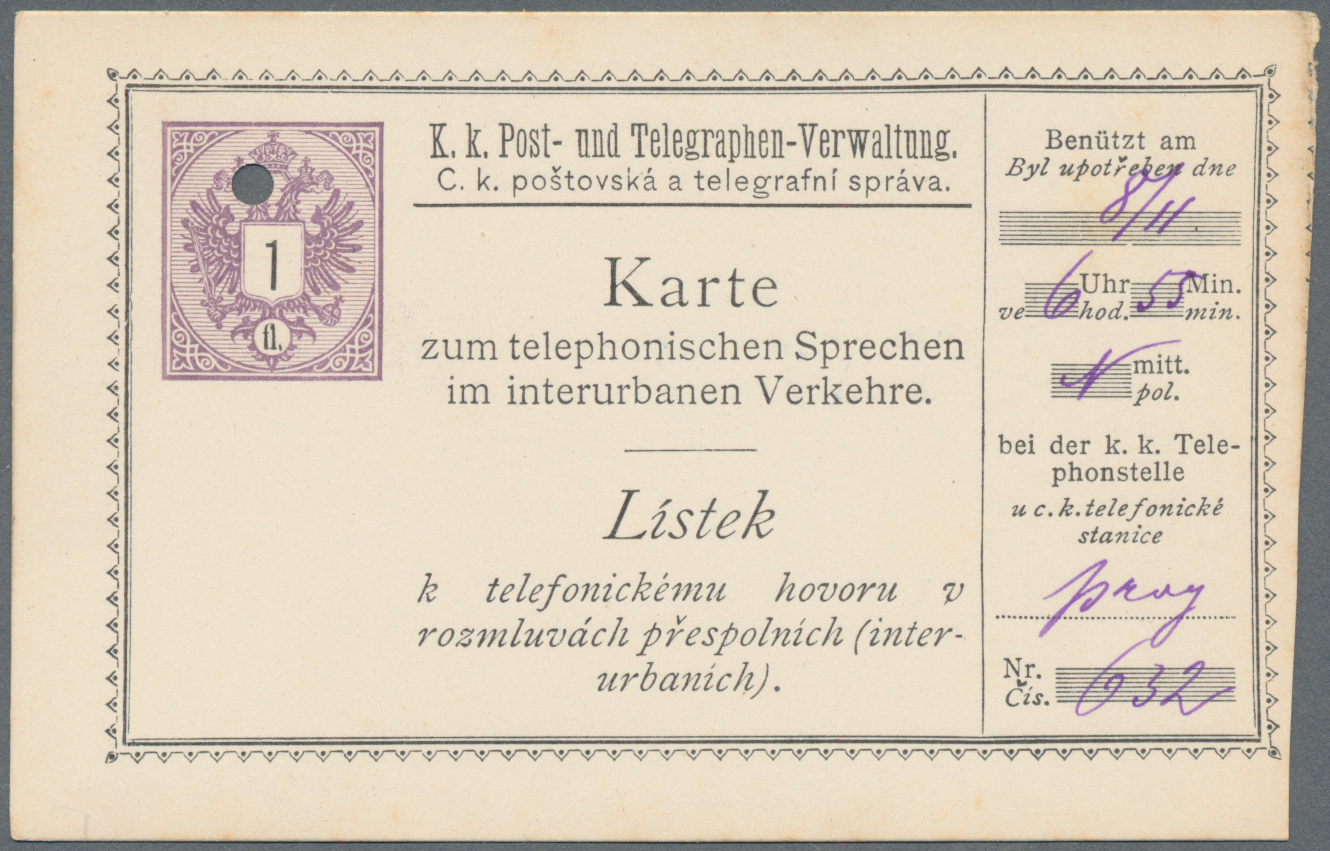 1
fl.
K. k. Post- und Telegraphen-Verwaltung.
C. k. poštovská a telegrafní správa.
Karte
zum telephonischen Sprechen
im interurbanen Verkehre.
Lístek
k telefonickému hovoru v
rozmluvách přespolních (inter-
urbaních).
Benützt am
Byl upotřeben dne
8/11
6 Uhr 55 Min.
ve hod. min.
N mitt.
pol.
bei der k. k. Tele-
phonstelle
u c. k. telefonické
stanice
Prag
Nr. 632
Čís.